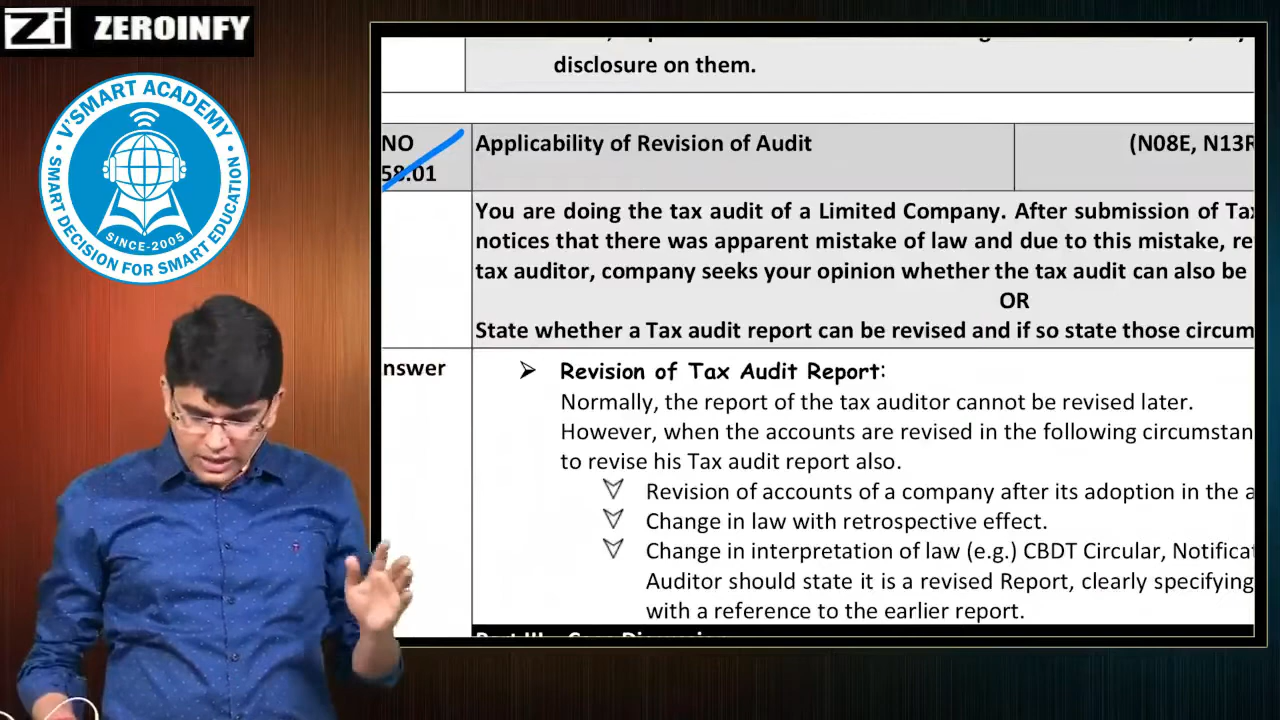 Zi ZEROINFY
V'SMART ACADEMY
SINCE-2005
SMART DECISION FOR SMART EDUCATION
disclosure on them.
NO
58.01
Applicability of Revision of Audit
(N08E, N13R
You are doing the tax audit of a Limited Company. After submission of Tax
notices that there was apparent mistake of law and due to this mistake, re
tax auditor, company seeks your opinion whether the tax audit can also be
OR
State whether a Tax audit report can be revised and if so state those circum
nswer
➢ Revision of Tax Audit Report:
Normally, the report of the tax auditor cannot be revised later.
However, when the accounts are revised in the following circumstan
to revise his Tax audit report also.
Revision of accounts of a company after its adoption in the a
Change in law with retrospective effect.
Change in interpretation of law (e.g.) CBDT Circular, Notificat
Auditor should state it is a revised Report, clearly specifying
with a reference to the earlier report.